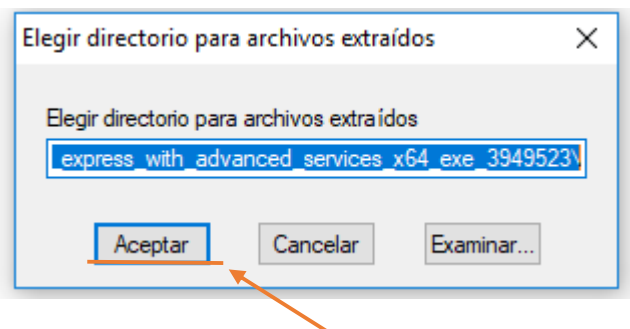 Elegir directorio para archivos extraídos
Elegir directorio para archivos extraídos
_express_with_advanced_services_x64_exe_3949523\
Aceptar Cancelar Examinar...